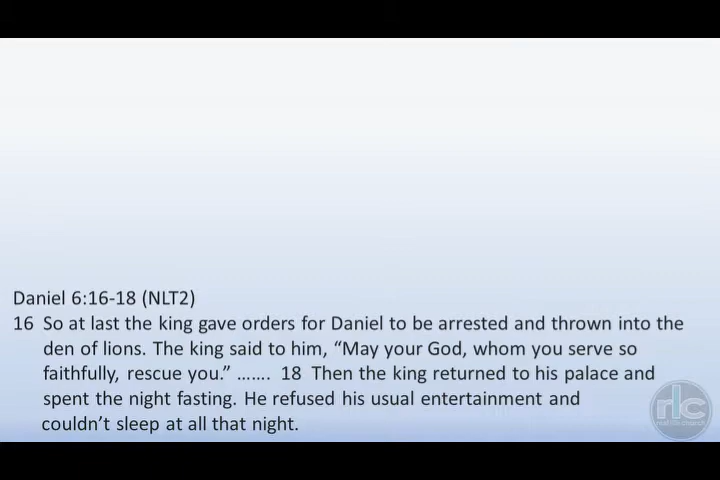 Daniel 6:16-18 (NLT2)
16 So at last the king gave orders for Daniel to be arrested and thrown into the
den of lions. The king said to him, “May your God, whom you serve so
faithfully, rescue you.” ....... 18 Then the king returned to his palace and
spent the night fasting. He refused his usual entertainment and
couldn’t sleep at all that night.
rlc